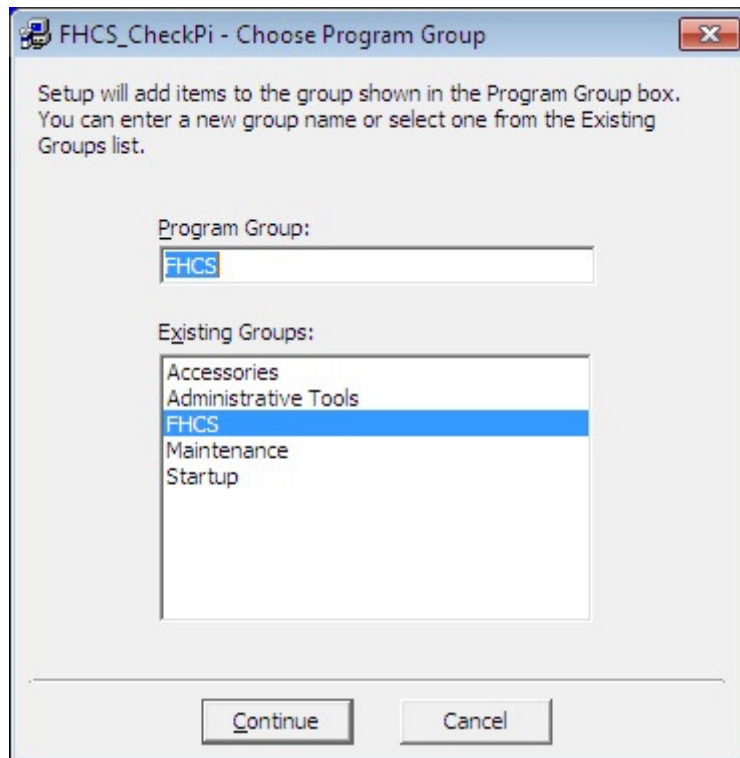 FHCS_CheckPi - Choose Program Group
Setup will add items to the group shown in the Program Group box.
You can enter a new group name or select one from the Existing
Groups list.
Program Group:
FHCS
Existing Groups:
Accessories
Administrative Tools
FHCS
Maintenance
Startup
Continue
Cancel